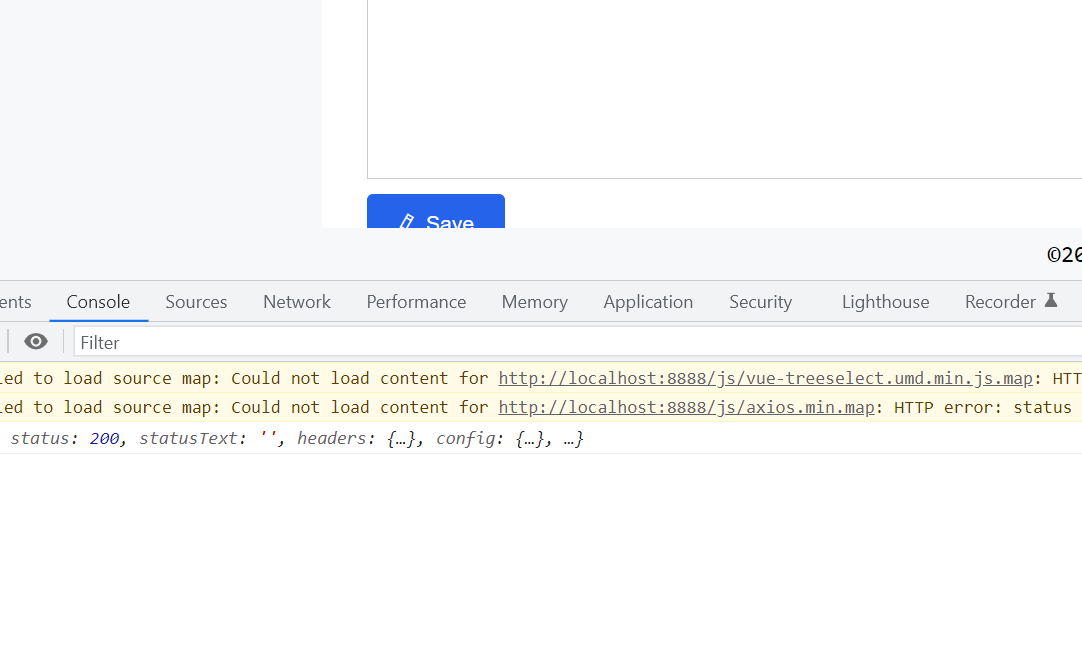 Save
©20
ents Console Sources Network Performance Memory Application Security Lighthouse Recorder
Filter
led to load source map: Could not load content for http://localhost:8888/js/vue-treeselect.umd.min.js.map: HTT
led to load source map: Could not load content for http://localhost:8888/js/axios.min.map: HTTP error: status
status: 200, statusText: '', headers: {…}, config: {…}, …}